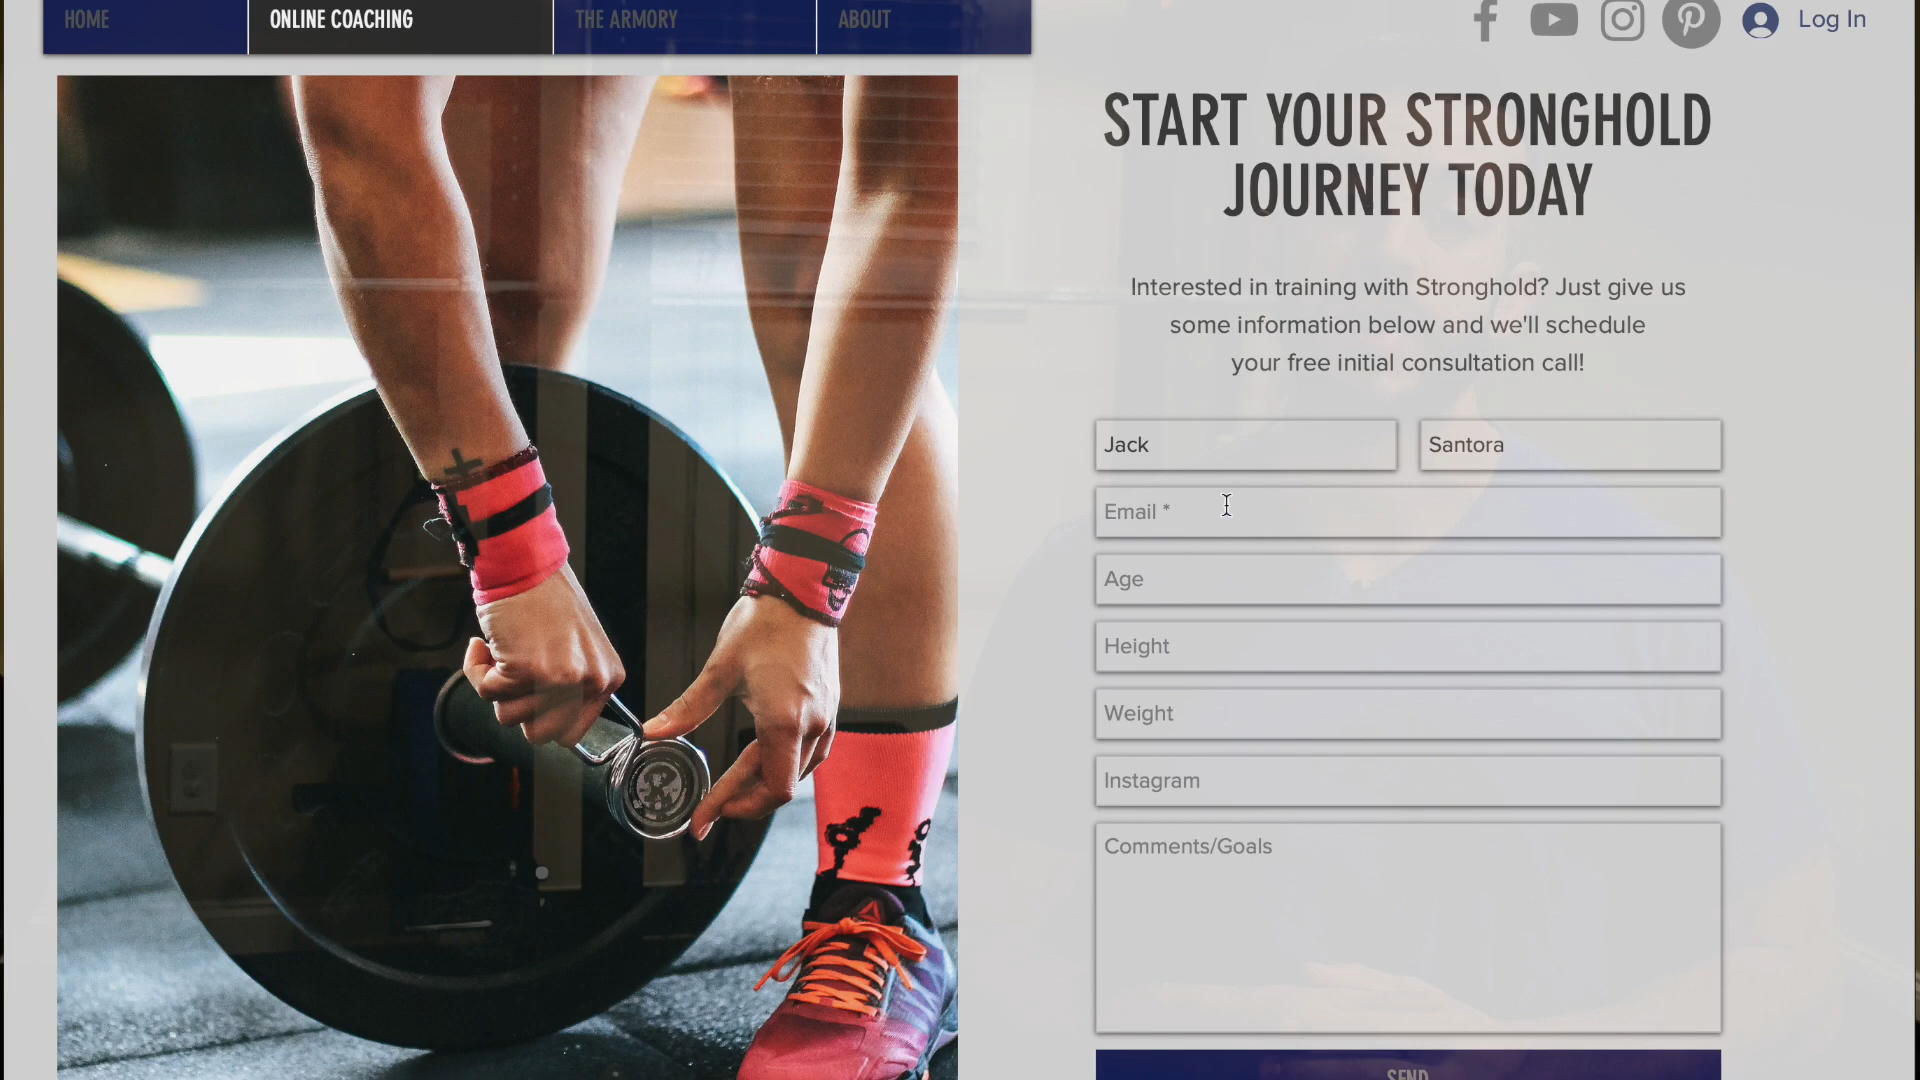 HOME
ONLINE COACHING
THE ARMORY
ABOUT
Log In
START YOUR STRONGHOLD
JOURNEY TODAY
Interested in training with Stronghold? Just give us
some information below and we'll schedule
your free initial consultation call!
Jack
Santora
Email *
Age
Height
Weight
Instagram
Comments/Goals
SEND